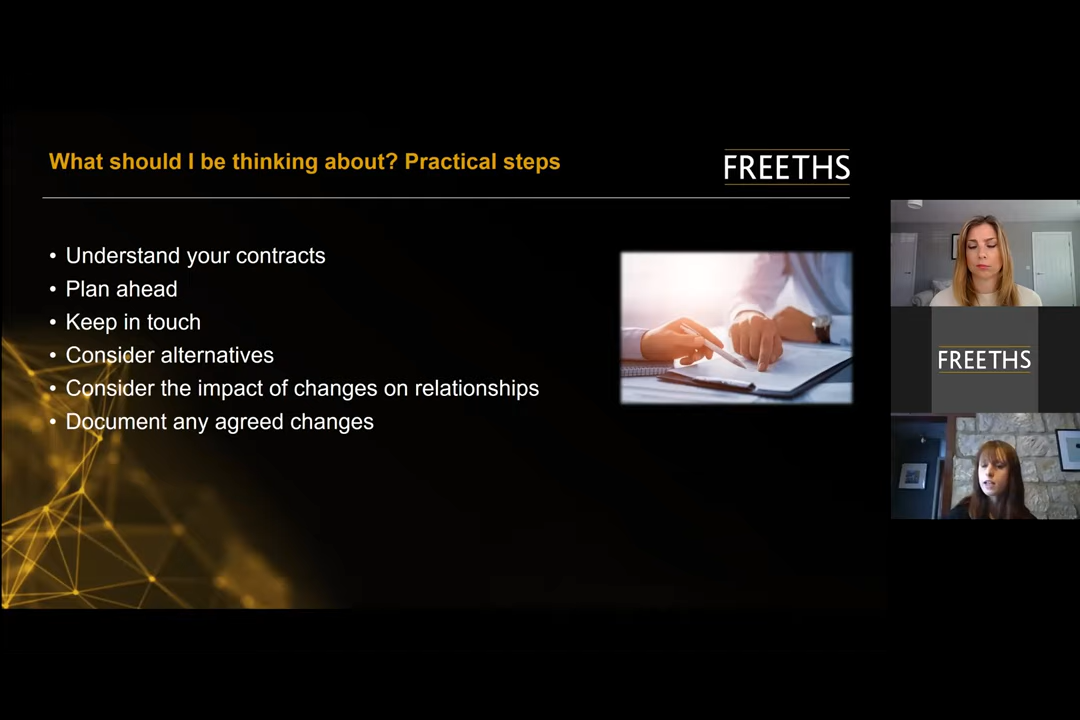 What should I be thinking about? Practical steps
FREETHS
• Understand your contracts
• Plan ahead
• Keep in touch
• Consider alternatives
• Consider the impact of changes on relationships
• Document any agreed changes
FREETHS